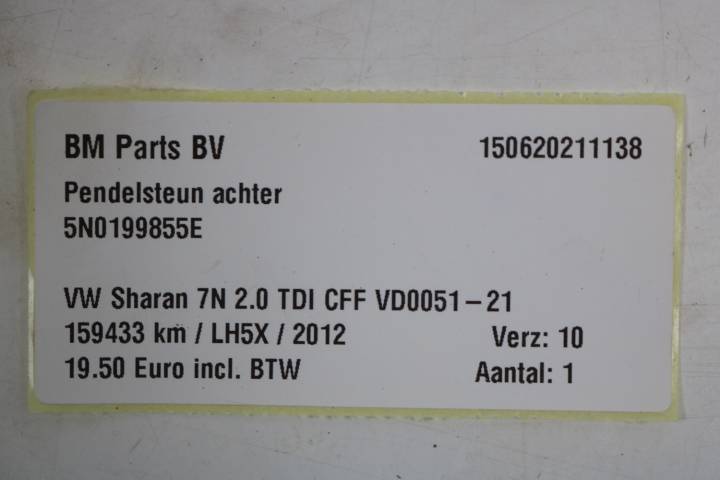 BM Parts BV 150620211138
Pendelsteun achter
5N0199855E
VW Sharan 7N 2.0 TDI CFF VD0051-21
159433 km / LH5X / 2012 Verz: 10
19.50 Euro incl. BTW Aantal: 1